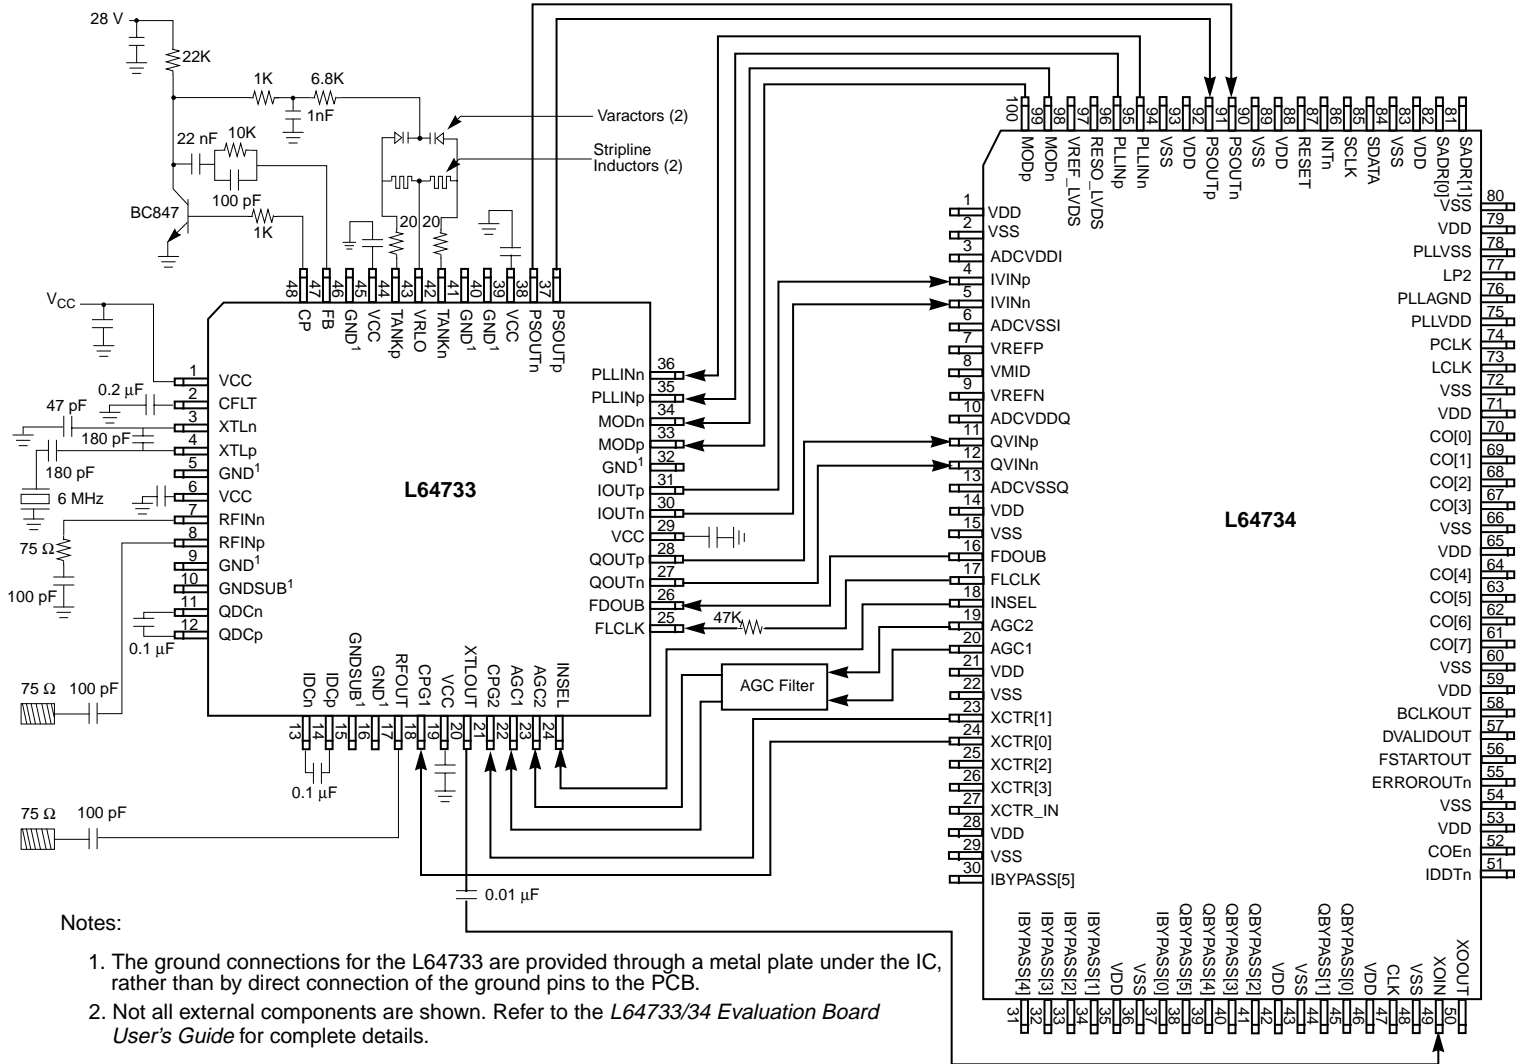 28 V
22K
1K
6.8K
1nF
22 nF
10K
100 pF
BC847
1K
Varactors (2)
Stripline
Inductors (2)
20
20
VCC
48
47
46
45
44
43
42
41
40
39
38
37
CP
FB
GND¹
VCC
TANKp
VRLO
TANKn
GND¹
GND¹
VCC
PSOUTn
PSOUTp
1 VCC
2 CFLT
3 XTLn
4 XTLp
5 GND¹
6 VCC
7 RFINn
8 RFINp
9 GND¹
10 GNDSUB¹
11 QDCn
12 QDCp
0.2 µF
47 pF
180 pF
180 pF
6 MHz
75 Ω
100 pF
0.1 µF
75 Ω 100 pF
75 Ω 100 pF
L64733
PLLINn 36
PLLINp 35
MODn 34
MODp 33
GND¹ 32
IOUTp 31
IOUTn 30
VCC 29
QOUTp 28
QOUTn 27
FDOUB 26
FLCLK 25
47K
IDCn
IDCp
GNDSUB¹
GND¹
RFOUT
CPG1
VCC
XTLOUT
CPG2
AGC1
AGC2
INSEL
13
14
15
16
17
18
19
20
21
22
23
24
0.1 µF
0.01 µF
AGC Filter
100
99
98
97
96
95
94
93
92
91
90
89
88
87
86
85
84
83
82
81
MODp
MODn
VREF_LVDS
RESO_LVDS
PLLINp
PLLINn
VSS
VDD
PSOUTp
PSOUTn
VSS
VDD
RESET
INTn
SCLK
SDATA
VSS
VDD
SADR[0]
SADR[1]
1 VDD
2 VSS
3 ADCVDDI
4 IVINp
5 IVINn
6 ADCVSSI
7 VREFP
8 VMID
9 VREFN
10 ADCVDDQ
11 QVINp
12 QVINn
13 ADCVSSQ
14 VDD
15 VSS
16 FDOUB
17 FLCLK
18 INSEL
19 AGC2
20 AGC1
21 VDD
22 VSS
23 XCTR[1]
24 XCTR[0]
25 XCTR[2]
26 XCTR[3]
27 XCTR_IN
28 VDD
29 VSS
30 IBYPASS[5]
L64734
VSS 80
VDD 79
PLLVSS 78
LP2 77
PLLAGND 76
PLLVDD 75
PCLK 74
LCLK 73
VSS 72
VDD 71
CO[0] 70
CO[1] 69
CO[2] 68
CO[3] 67
VSS 66
VDD 65
CO[4] 64
CO[5] 63
CO[6] 62
CO[7] 61
VSS 60
VDD 59
BCLKOUT 58
DVALIDOUT 57
FSTARTOUT 56
ERROROUTn 55
VSS 54
VDD 53
COEn 52
IDDTn 51
IBYPASS[4]
IBYPASS[3]
IBYPASS[2]
IBYPASS[1]
VDD
VSS
IBYPASS[0]
QBYPASS[5]
QBYPASS[4]
QBYPASS[3]
QBYPASS[2]
VDD
VSS
QBYPASS[1]
QBYPASS[0]
VDD
CLK
VSS
XOIN
XOOUT
31
32
33
34
35
36
37
38
39
40
41
42
43
44
45
46
47
48
49
50
Notes:
1. The ground connections for the L64733 are provided through a metal plate under the IC,
rather than by direct connection of the ground pins to the PCB.
2. Not all external components are shown. Refer to the L64733/34 Evaluation Board
User's Guide for complete details.